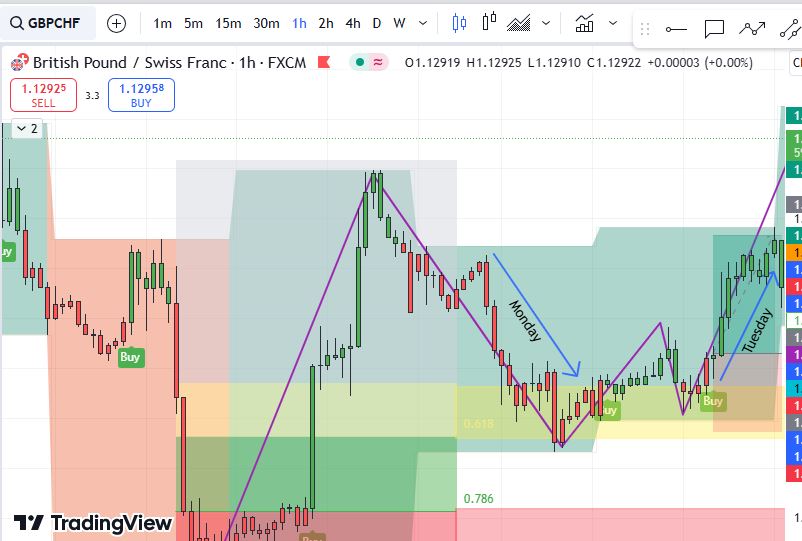 GBPCHF
1m 5m 15m 30m 1h 2h 4h D W
British Pound / Swiss Franc · 1h · FXCM
O1.12919 H1.12925 L1.12910 C1.12922 +0.00003 (+0.00%)
1.12925
SELL
3.3
1.12958
BUY
2
Monday
Tuesday
Buy
Buy
0.618
0.786
TradingView